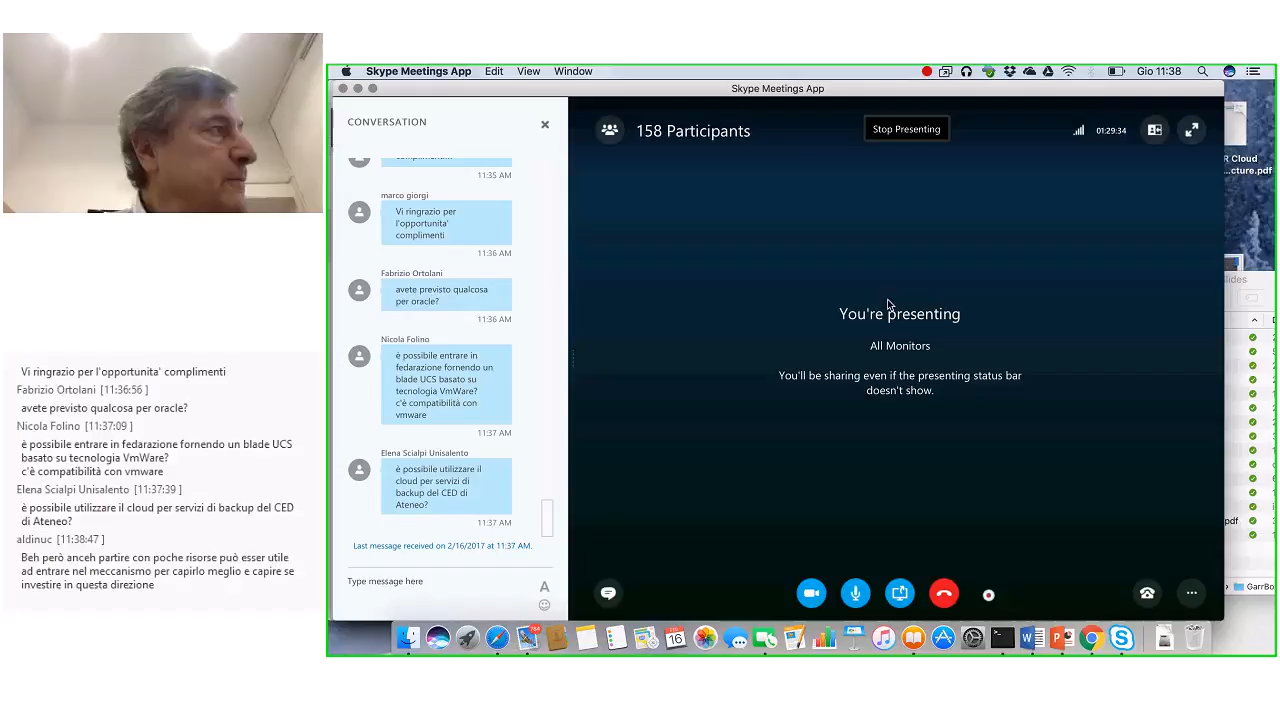 Skype Meetings App Edit View Window
Gio 11:38
Skype Meetings App
CONVERSATION
11:35 AM
marco giorgi
Vi ringrazio per
l'opportunita'
complimenti
11:36 AM
Fabrizio Ortolani
avete previsto qualcosa
per oracle?
11:36 AM
Nicola Folino
è possibile entrare in
fedarazione fornendo un
blade UCS basato su
tecnologia VmWare?
c'è compatibilità con
vmware
11:37 AM
Elena Scialpi Unisalento
è possibile utilizzare il
cloud per servizi di
backup del CED di
Ateneo?
11:37 AM
Last message received on 2/16/2017 at 11:37 AM.
Type message here
158 Participants
Stop Presenting
01:29:34
You're presenting
All Monitors
You'll be sharing even if the presenting status bar
doesn't show.
R Cloud
...cture.pdf
pdf
GarrBo
Vi ringrazio per l'opportunita' complimenti
Fabrizio Ortolani [11:36:56 ]
avete previsto qualcosa per oracle?
Nicola Folino [11:37:09 ]
è possibile entrare in fedarazione fornendo un blade UCS
basato su tecnologia VmWare?
c'è compatibilità con vmware
Elena Scialpi Unisalento [11:37:39 ]
è possibile utilizzare il cloud per servizi di backup del CED
di Ateneo?
aldinuc [11:38:47 ]
Beh però anceh partire con poche risorse può esser utile
ad entrare nel meccanismo per capirlo meglio e capire se
investire in questa direzione